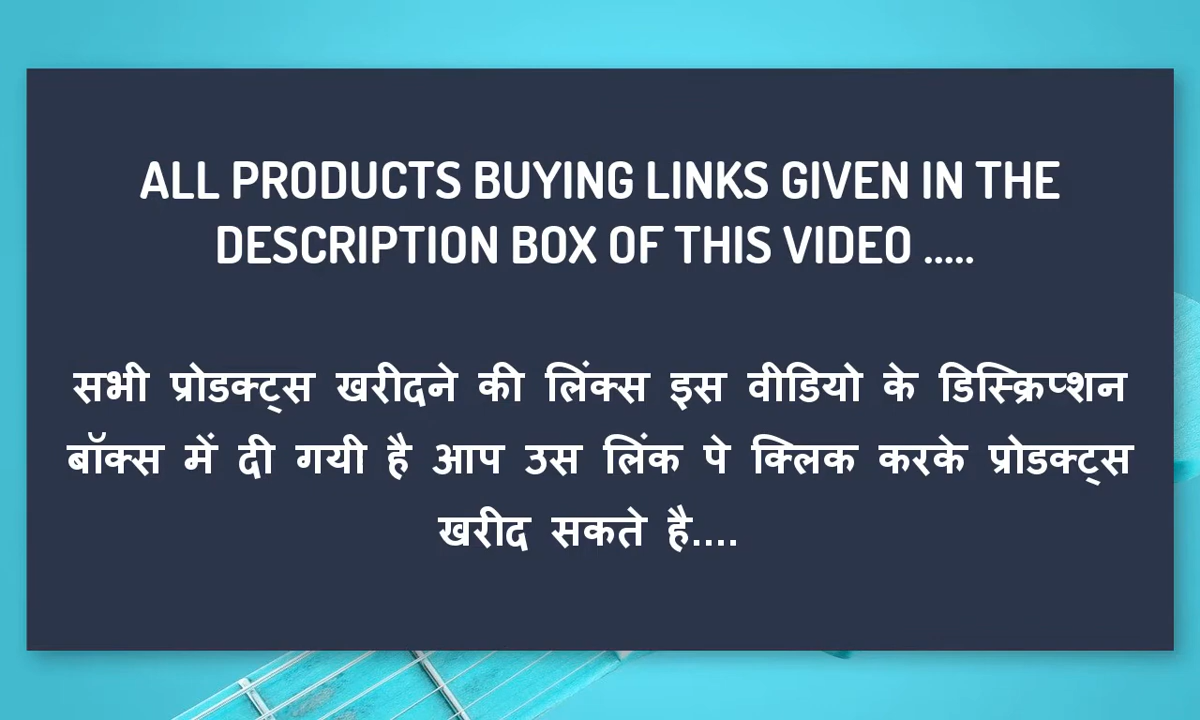 ALL PRODUCTS BUYING LINKS GIVEN IN THE
DESCRIPTION BOX OF THIS VIDEO .....
सभी प्रोडक्ट्स खरीदने की लिंक्स इस वीडियो के डिस्क्रिप्शन
बॉक्स में दी गयी है आप उस लिंक पे क्लिक करके प्रोडक्ट्स
खरीद सकते है....